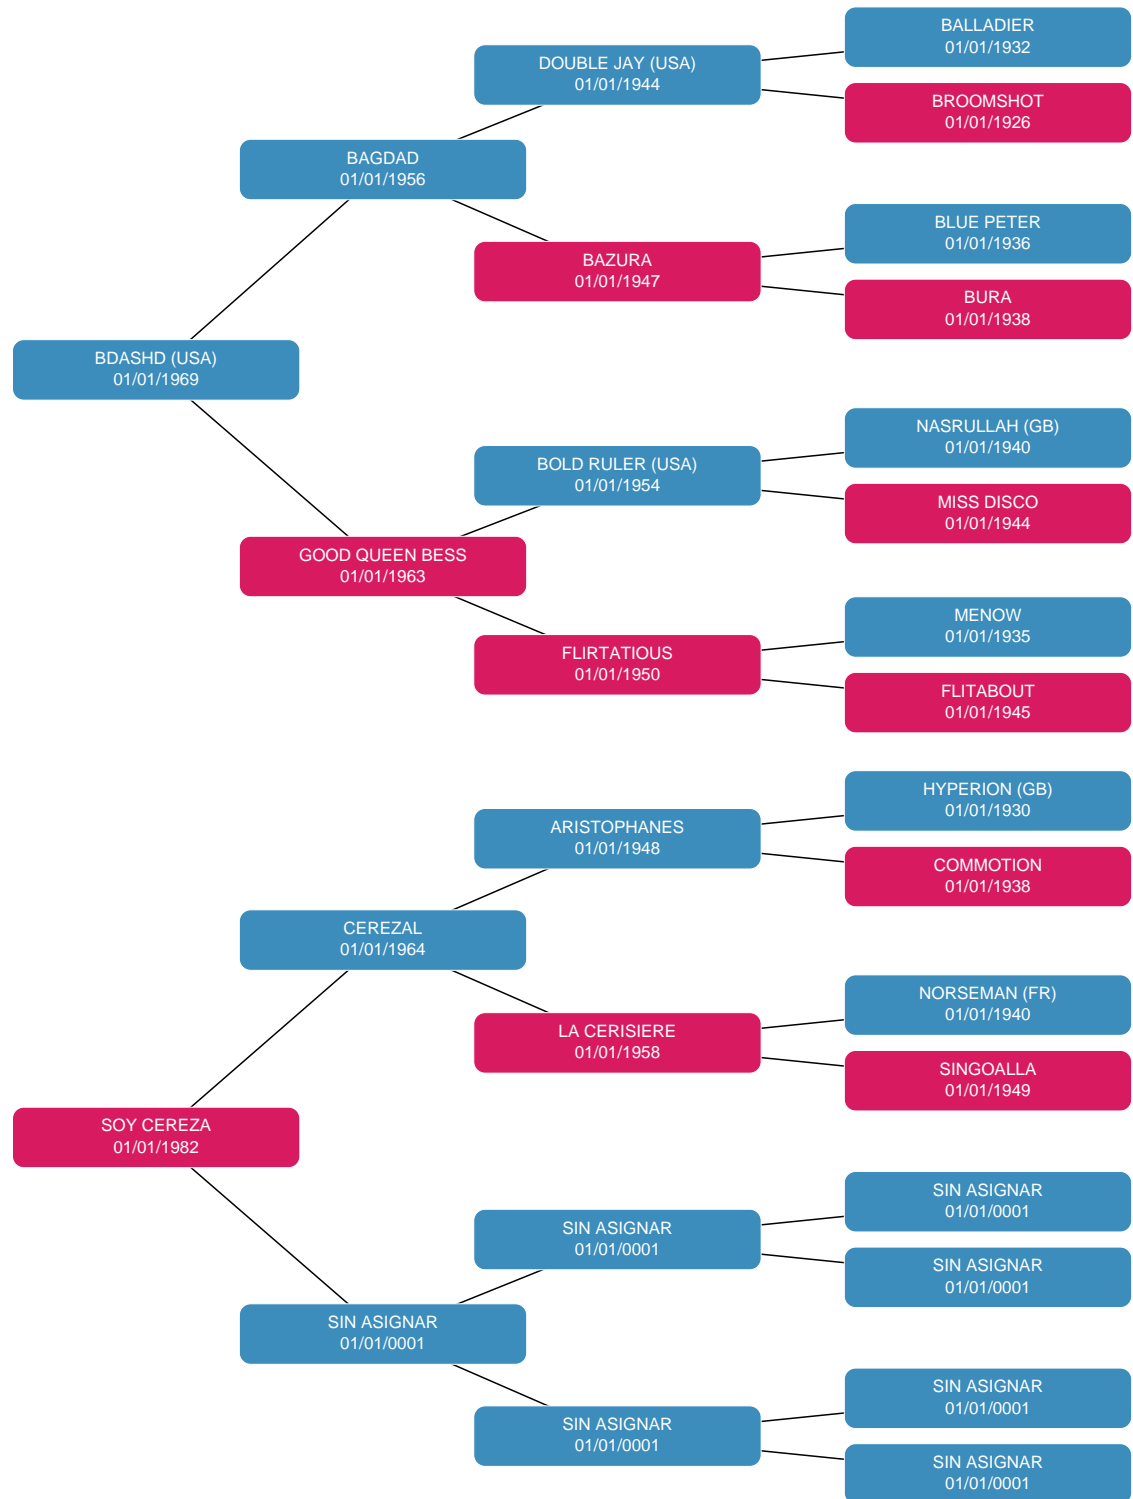 BALLADIER
01/01/1932
DOUBLE JAY (USA)
01/01/1944
BROOMSHOT
01/01/1926
BAGDAD
01/01/1956
BLUE PETER
01/01/1936
BAZURA
01/01/1947
BURA
01/01/1938
BDASHD (USA)
01/01/1969
NASRULLAH (GB)
01/01/1940
BOLD RULER (USA)
01/01/1954
MISS DISCO
01/01/1944
GOOD QUEEN BESS
01/01/1963
MENOW
01/01/1935
FLIRTATIOUS
01/01/1950
FLITABOUT
01/01/1945
HYPERION (GB)
01/01/1930
ARISTOPHANES
01/01/1948
COMMOTION
01/01/1938
CEREZAL
01/01/1964
NORSEMAN (FR)
01/01/1940
LA CERISIERE
01/01/1958
SINGOALLA
01/01/1949
SOY CEREZA
01/01/1982
SIN ASIGNAR
01/01/0001
SIN ASIGNAR
01/01/0001
SIN ASIGNAR
01/01/0001
SIN ASIGNAR
01/01/0001
SIN ASIGNAR
01/01/0001
SIN ASIGNAR
01/01/0001
SIN ASIGNAR
01/01/0001